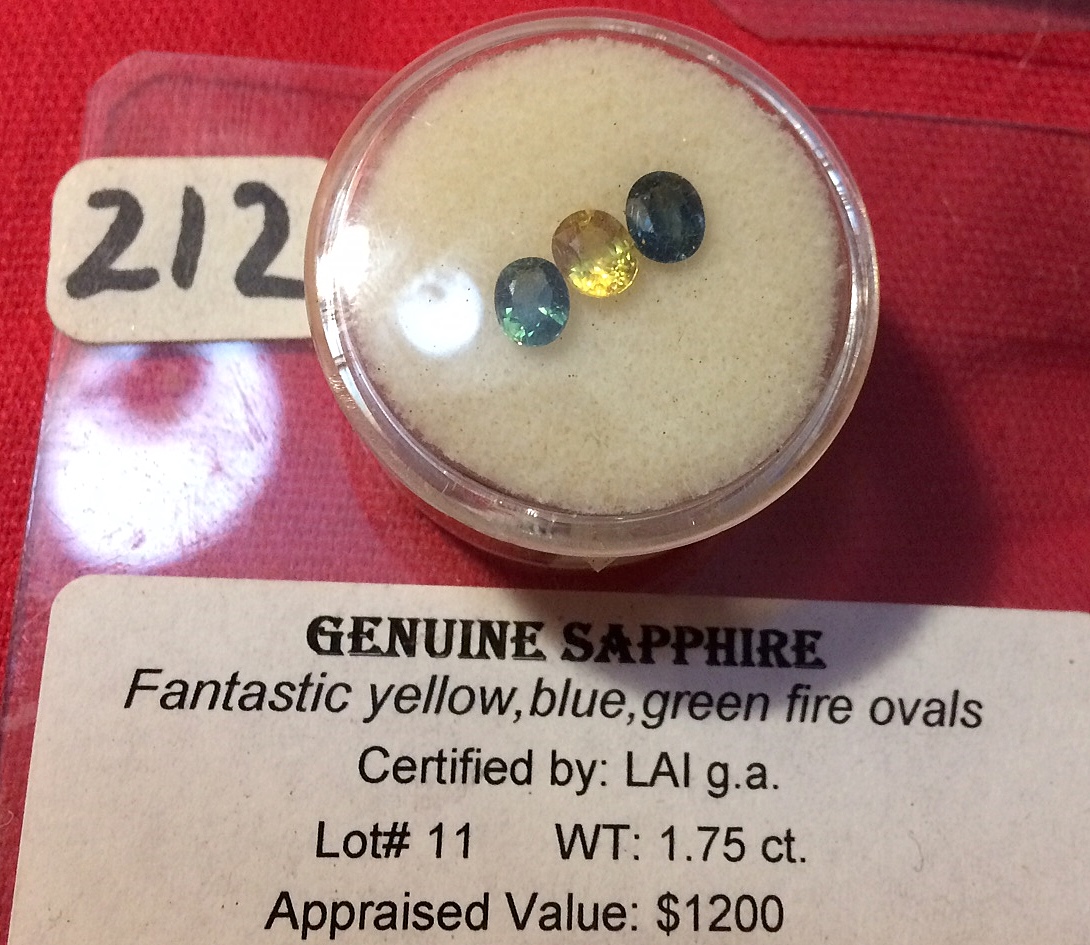 212
GENUINE SAPPHIRE
Fantastic yellow,blue,green fire ovals
Certified by: LAI g.a.
Lot# 11 WT: 1.75 ct.
Appraised Value: $1200